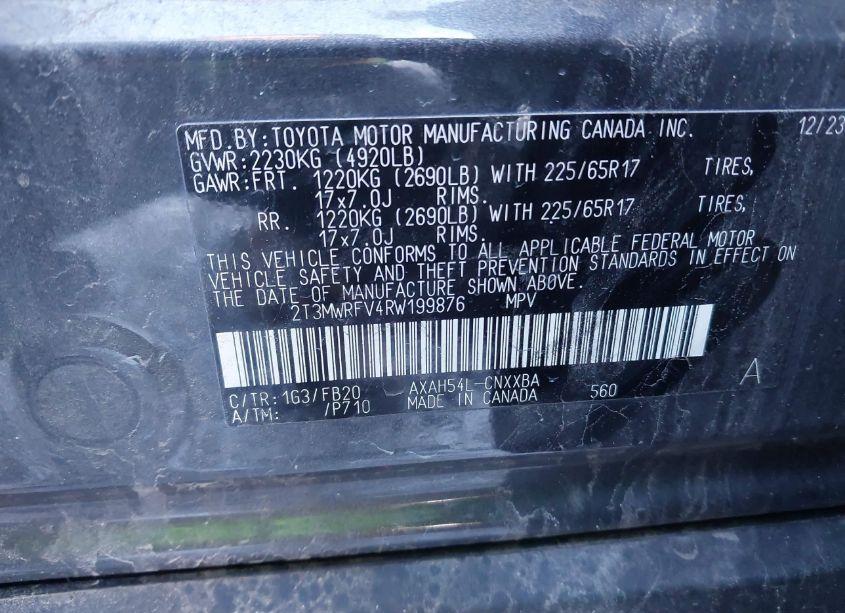 MFD.BY:TOYOTA MOTOR MANUFACTURING CANADA INC. 12/23
GVWR:2230KG (4920LB)
GAWR:FRT. 1220KG (2690LB) WITH 225/65R17 TIRES,
17x7.0J RIMS.
RR. 1220KG (2690LB) WITH 225/65R17 TIRES,
17x7.0J RIMS.
THIS VEHICLE CONFORMS TO ALL APPLICABLE FEDERAL MOTOR
VEHICLE SAFETY AND THEFT PREVENTION STANDARDS IN EFFECT ON
THE DATE OF MANUFACTURE SHOWN ABOVE.
2T3MWRFV4RW199876 MPV
C/TR: 1G3/FB20 AXAH54L-CNXXBA 560 A
A/TM: /P710 MADE IN CANADA